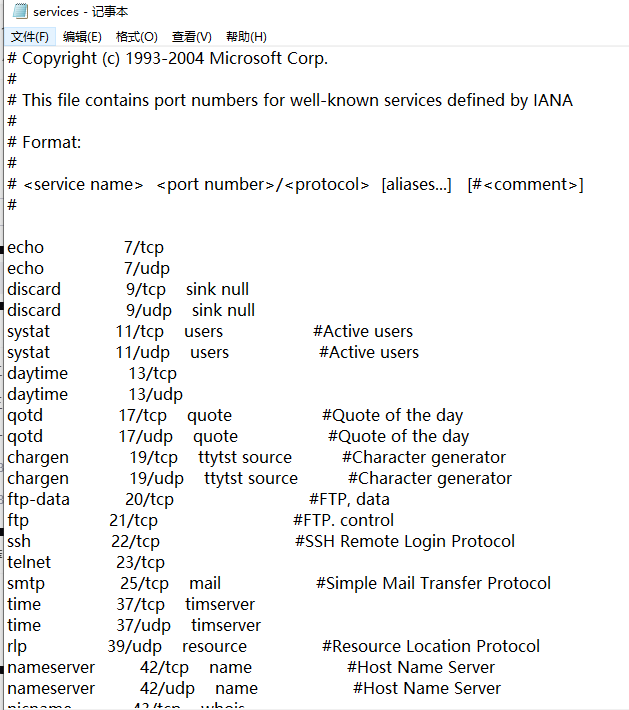 services - 记事本
文件(F) 编辑(E) 格式(O) 查看(V) 帮助(H)
# Copyright (c) 1993-2004 Microsoft Corp.
#
# This file contains port numbers for well-known services defined by IANA
#
# Format:
#
# <service name> <port number>/<protocol> [aliases...] [#<comment>]
#
echo 7/tcp
echo 7/udp
discard 9/tcp sink null
discard 9/udp sink null
systat 11/tcp users #Active users
systat 11/udp users #Active users
daytime 13/tcp
daytime 13/udp
qotd 17/tcp quote #Quote of the day
qotd 17/udp quote #Quote of the day
chargen 19/tcp ttytst source #Character generator
chargen 19/udp ttytst source #Character generator
ftp-data 20/tcp #FTP, data
ftp 21/tcp #FTP. control
ssh 22/tcp #SSH Remote Login Protocol
telnet 23/tcp
smtp 25/tcp mail #Simple Mail Transfer Protocol
time 37/tcp timserver
time 37/udp timserver
rlp 39/udp resource #Resource Location Protocol
nameserver 42/tcp name #Host Name Server
nameserver 42/udp name #Host Name Server
nicname 43/tcp whois